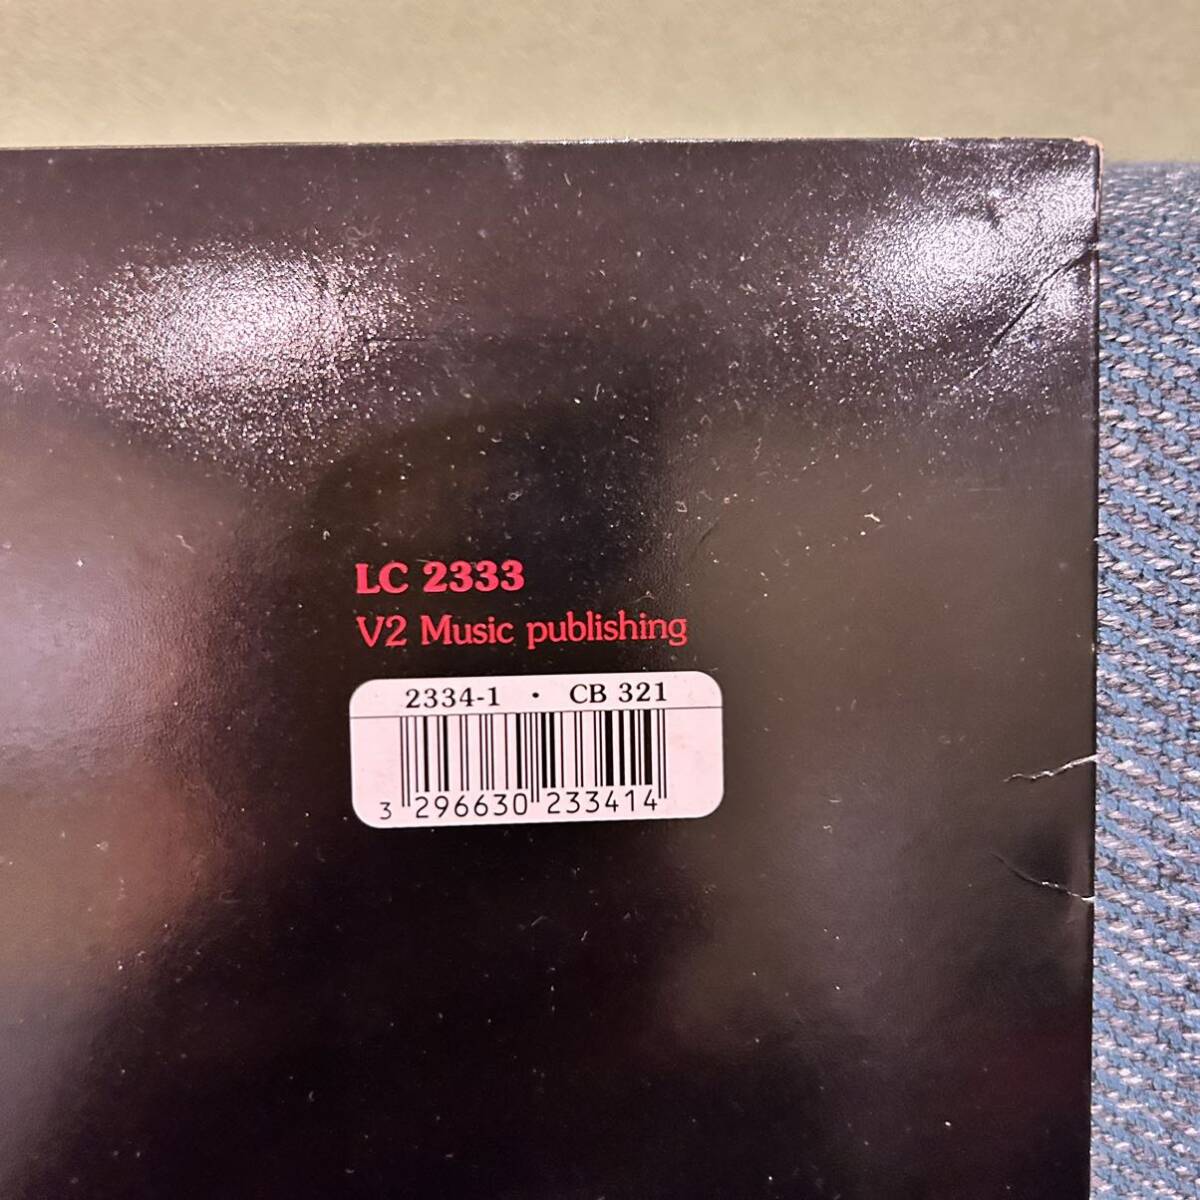 LC 2333
V2 Music publishing
2334-1 · CB 321
3 296630 233414